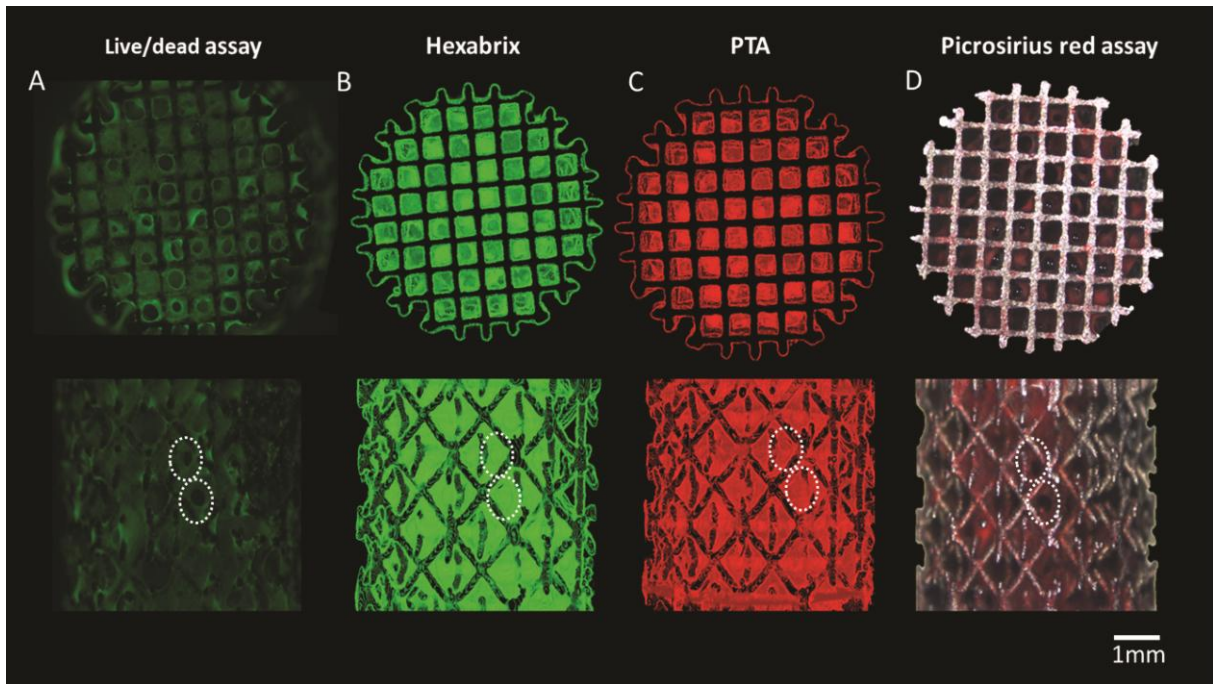 Live/dead assay
Hexabrix
PTA
Picrosirius red assay
A
B
C
D
1mm